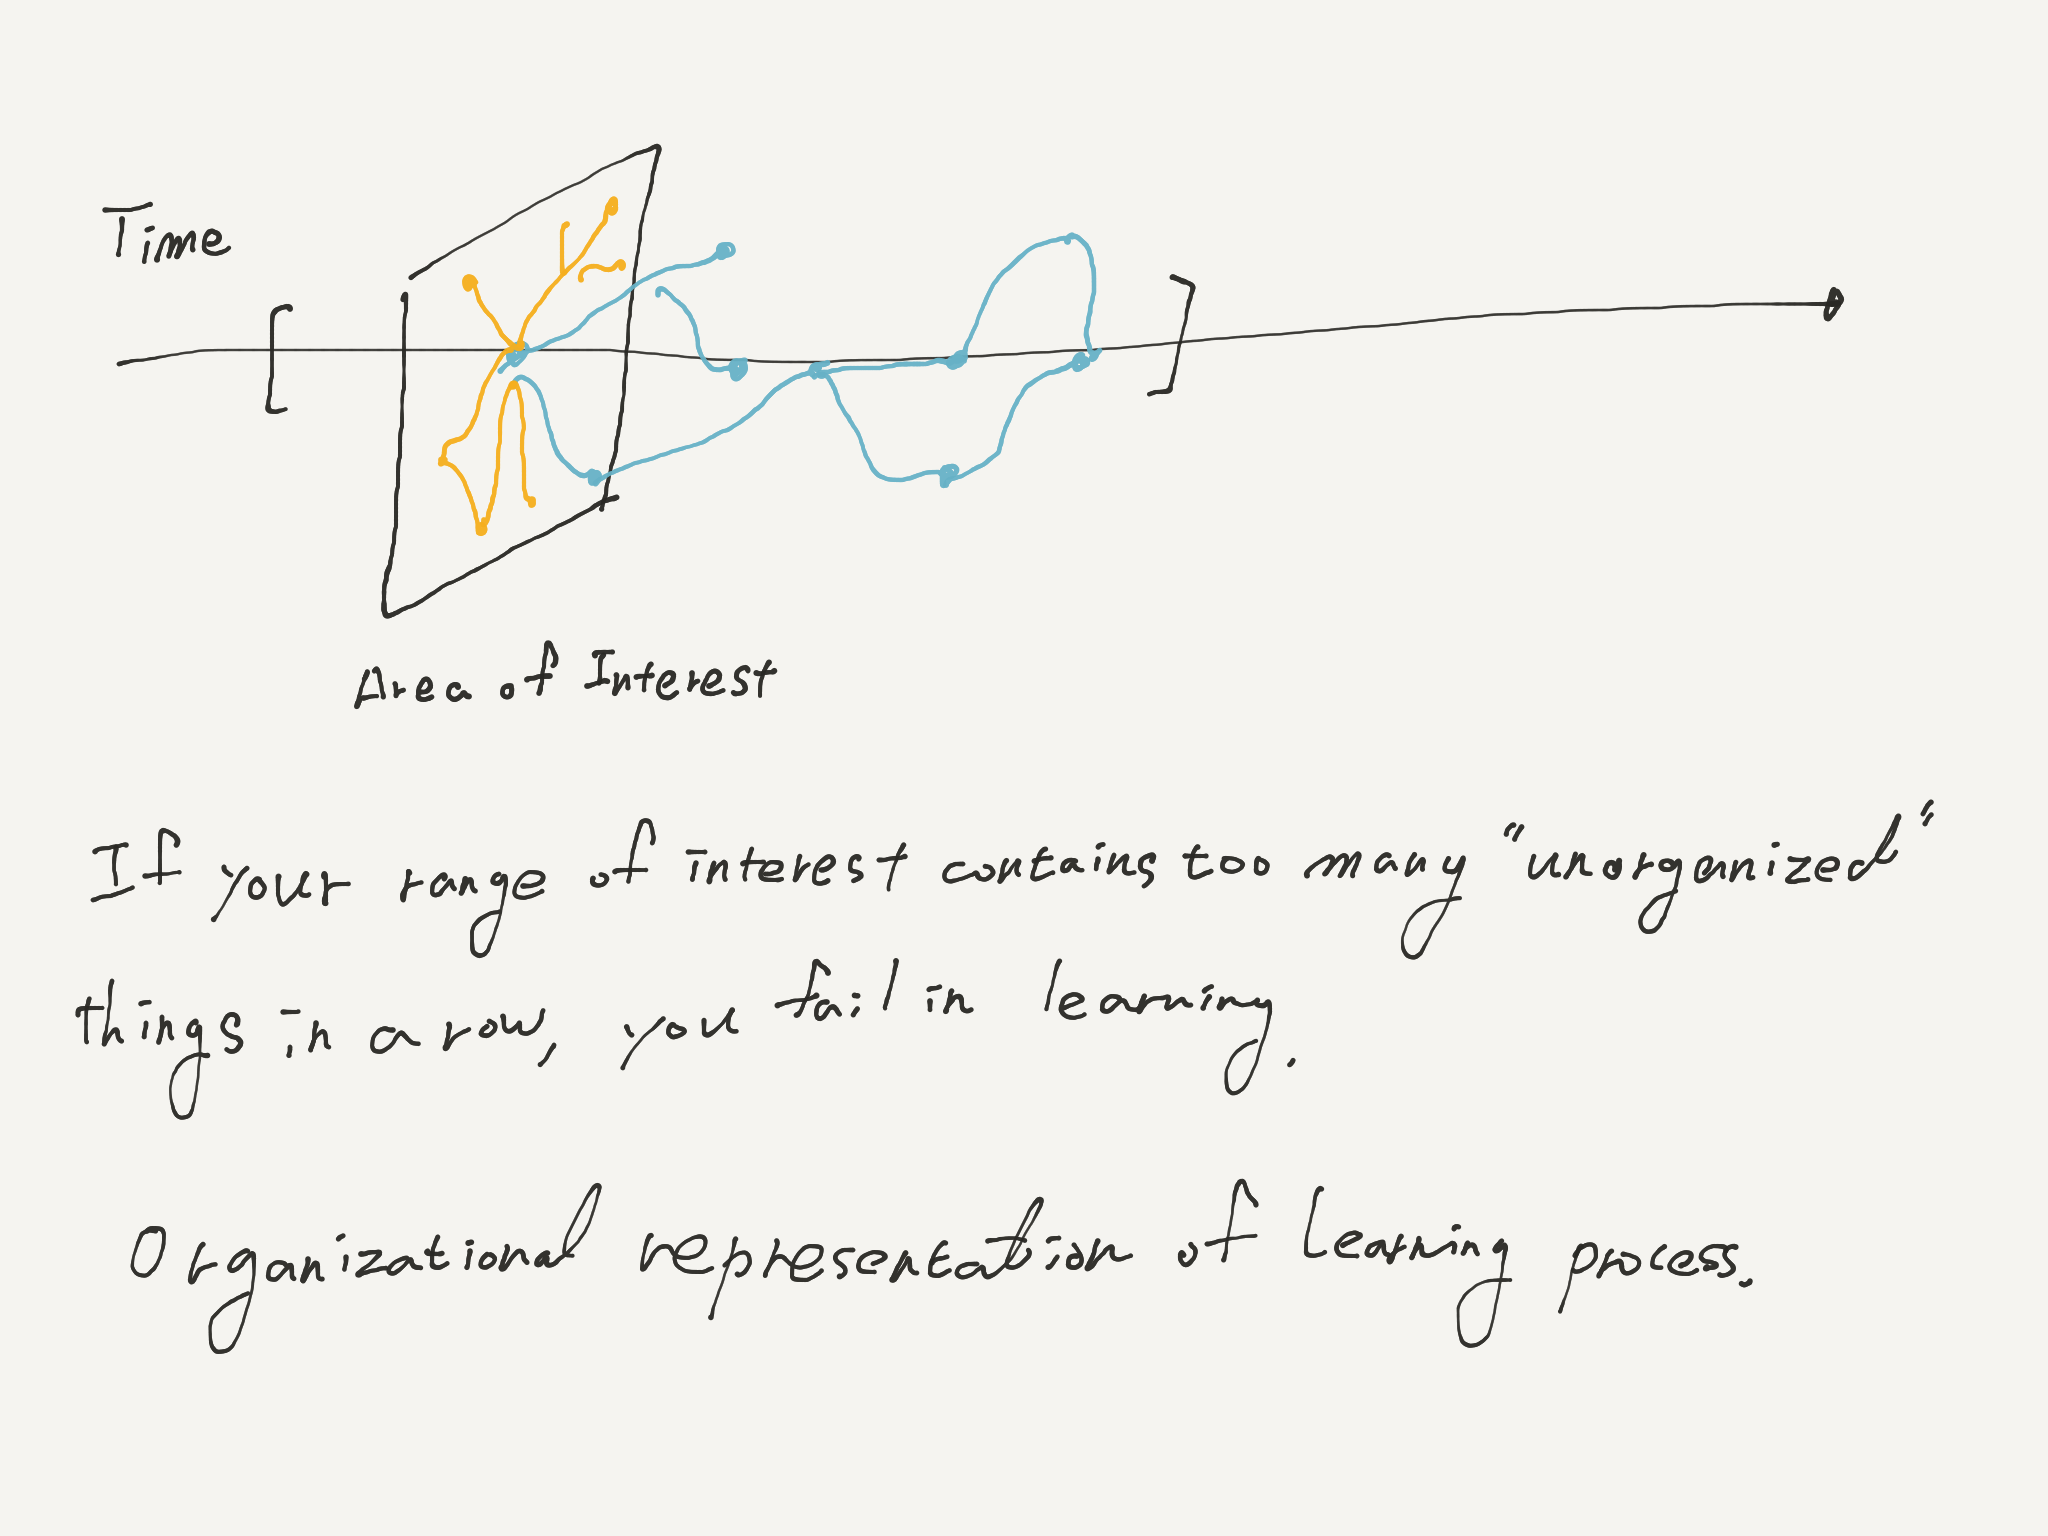 Time
Area of Interest
If your range of interest contains too many "unorganized"
things in a row, you fail in learning.
Organizational representation of Learning process.